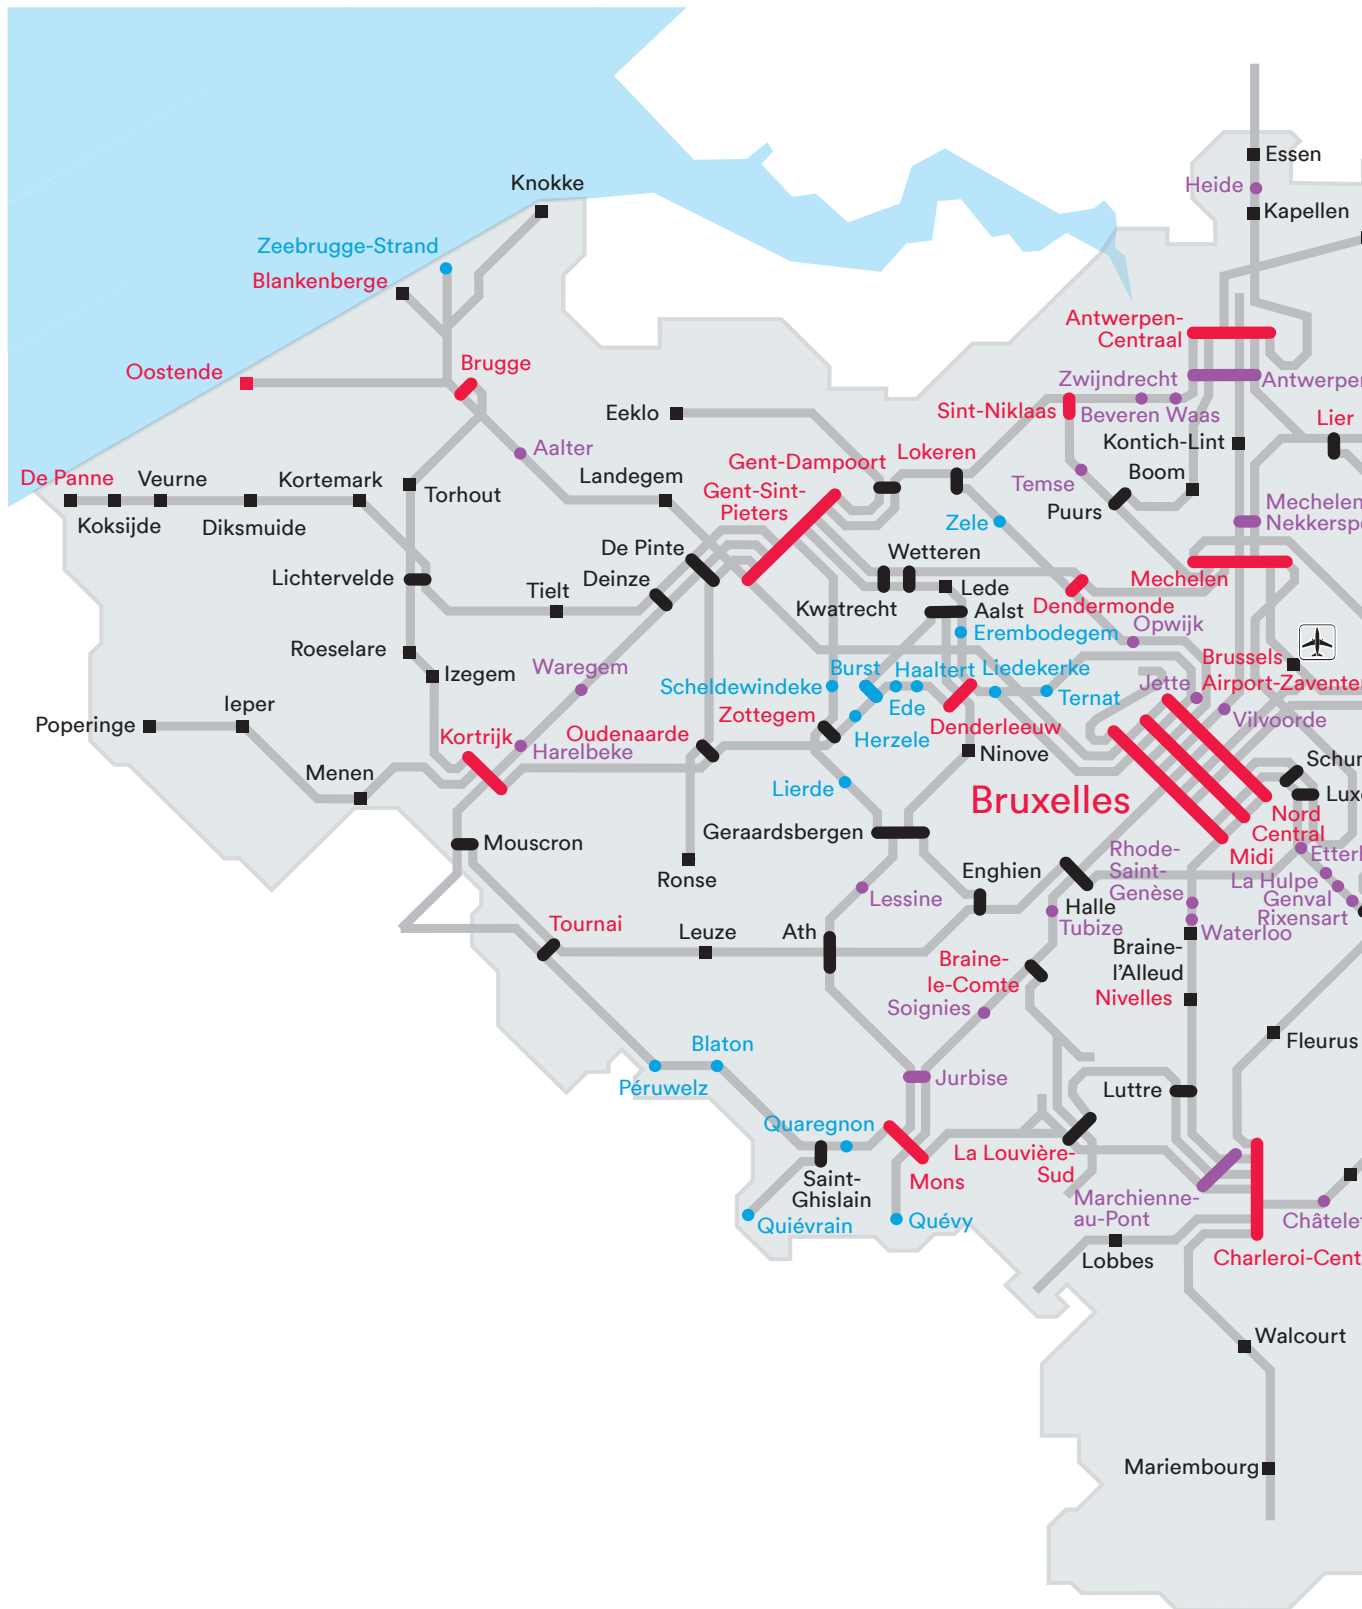 Essen
Heide
Kapellen
Knokke
Zeebrugge-Strand
Blankenberge
Antwerpen-
Centraal
Oostende
Brugge
Zwijndrecht
Antwerpen
Eeklo
Sint-Niklaas
Beveren Waas
Lier
Aalter
Kontich-Lint
De Panne
Veurne
Kortemark
Landegem
Gent-Dampoort
Lokeren
Boom
Torhout
Gent-Sint-
Pieters
Temse
Koksijde
Diksmuide
Puurs
Mechelen
Zele
De Pinte
Wetteren
Lichtervelde
Deinze
Tielt
Lede
Mechelen
Kwatrecht
Aalst
Dendermonde
Erembodegem
Opwijk
Roeselare
Izegem
Waregem
Burst
Haaltert
Liedekerke
Brussels
Scheldewindeke
Jette
Ternat
Ieper
Ede
Zottegem
Denderleeuw
Vilvoorde
Poperinge
Oudenaarde
Herzele
Kortrijk
Harelbeke
Ninove
Menen
Lierde
Bruxelles
Nord
Central
Midi
Mouscron
Geraardsbergen
Rhode-
Saint-
Genèse
Enghien
Ronse
La Hulpe
Lessine
Halle
Genval
Rixensart
Tubize
Tournai
Leuze
Ath
Waterloo
Braine-
l'Alleud
Braine-
le-Comte
Nivelles
Soignies
Fleurus
Blaton
Péruwelz
Jurbise
Luttre
Quaregnon
La Louvière-
Sud
Saint-
Ghislain
Mons
Marchienne-
au-Pont
Quiévrain
Quévy
Lobbes
Walcourt
Mariembourg